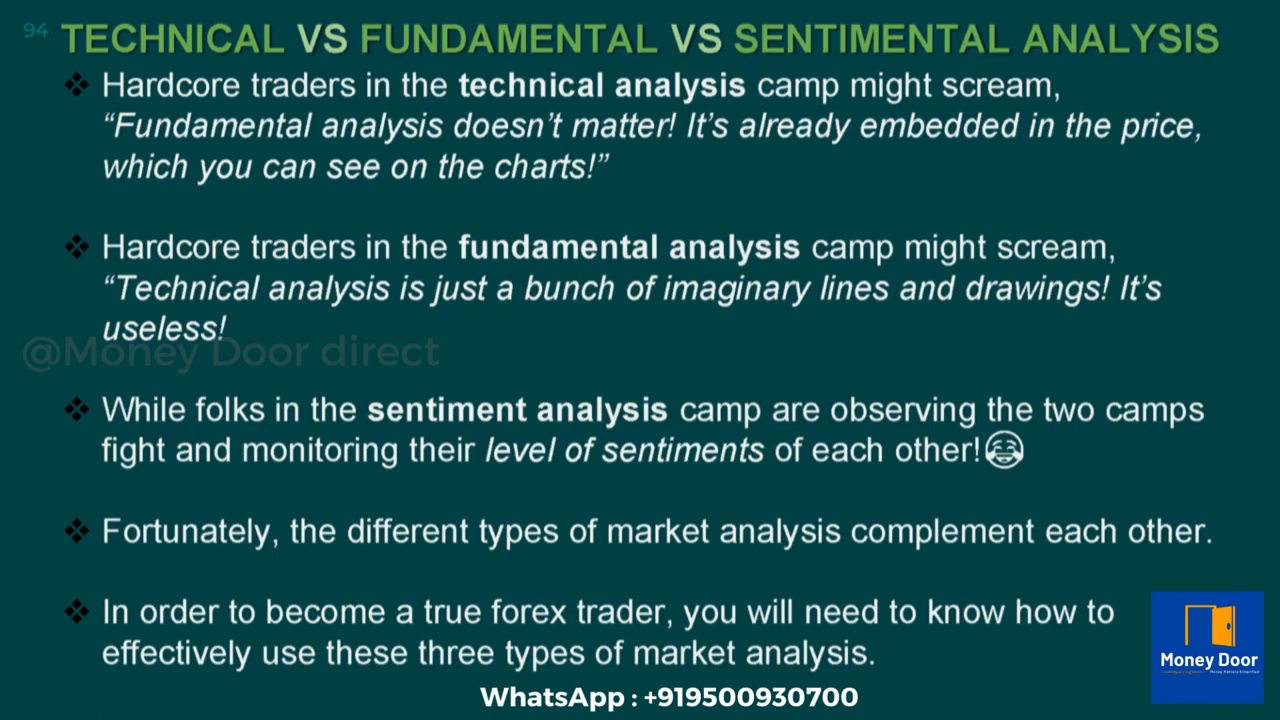 94
TECHNICAL VS FUNDAMENTAL VS SENTIMENTAL ANALYSIS
❖ Hardcore traders in the technical analysis camp might scream,
“Fundamental analysis doesn’t matter! It’s already embedded in the price,
which you can see on the charts!”
❖ Hardcore traders in the fundamental analysis camp might scream,
“Technical analysis is just a bunch of imaginary lines and drawings! It’s
useless!
@Money Door direct
❖ While folks in the sentiment analysis camp are observing the two camps
fight and monitoring their level of sentiments of each other!😂
❖ Fortunately, the different types of market analysis complement each other.
❖ In order to become a true forex trader, you will need to know how to
effectively use these three types of market analysis.
Money Door
WhatsApp : +919500930700